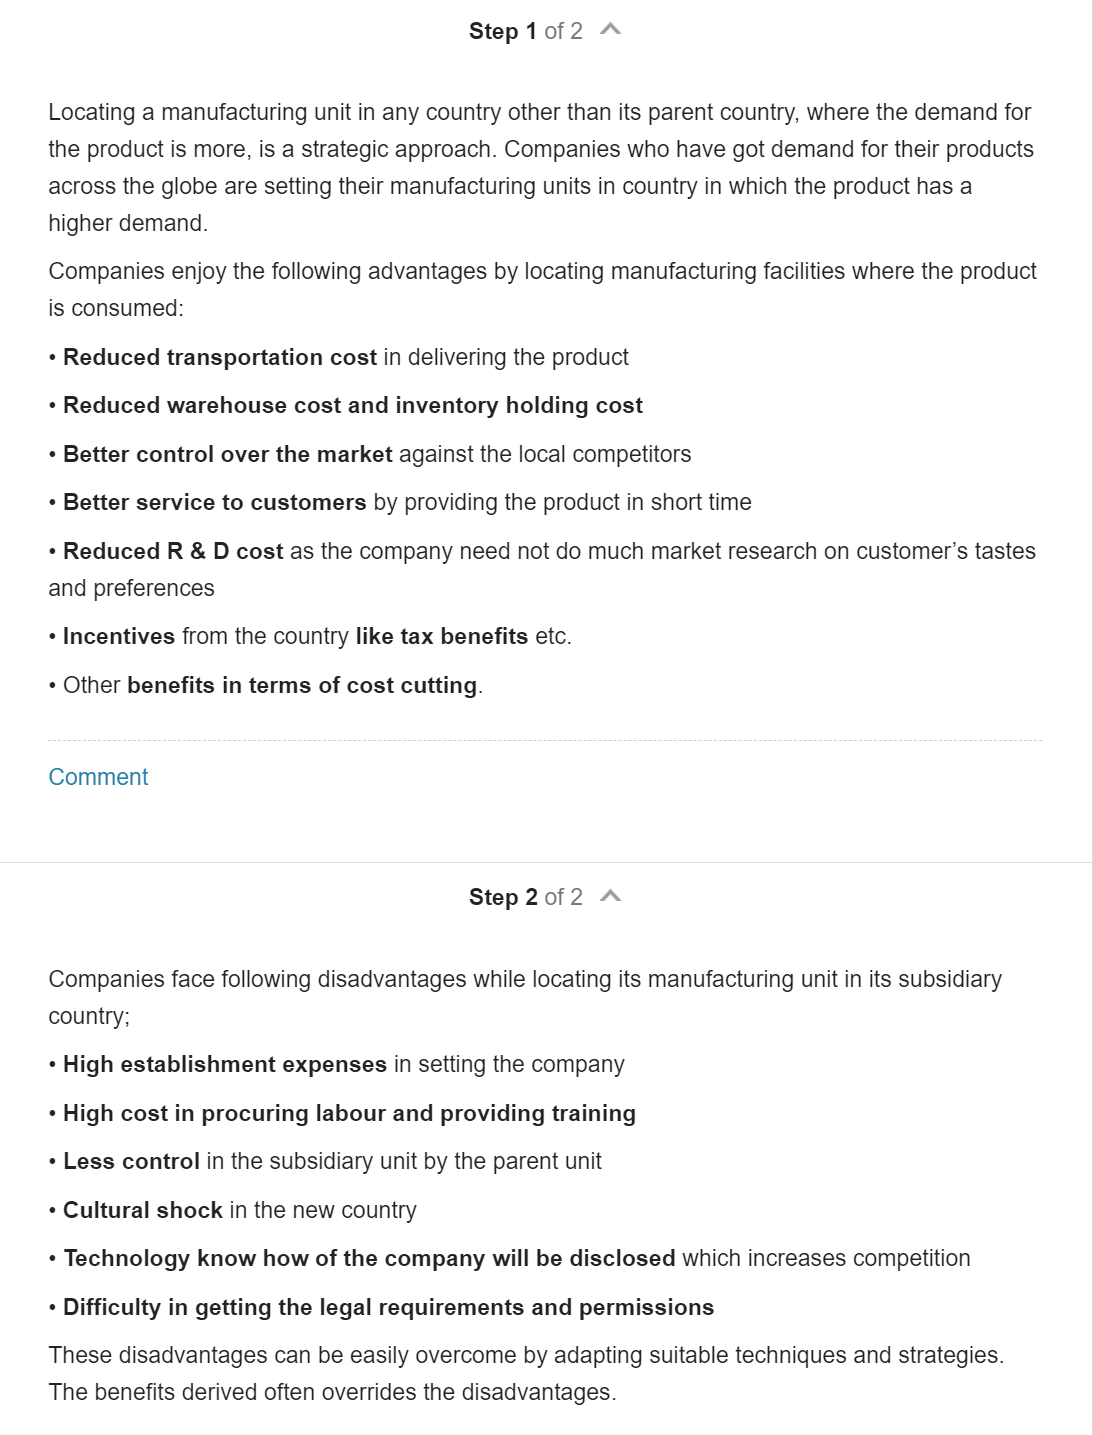 Step 1 of 2
Locating a manufacturing unit in any country other than its parent country, where the demand for
the product is more, is a strategic approach. Companies who have got demand for their products
across the globe are setting their manufacturing units in country in which the product has a
higher demand.
Companies enjoy the following advantages by locating manufacturing facilities where the product
is consumed:
• Reduced transportation cost in delivering the product
• Reduced warehouse cost and inventory holding cost
• Better control over the market against the local competitors
• Better service to customers by providing the product in short time
• Reduced R & D cost as the company need not do much market research on customer’s tastes
and preferences
• Incentives from the country like tax benefits etc.
• Other benefits in terms of cost cutting.
Comment
Step 2 of 2
Companies face following disadvantages while locating its manufacturing unit in its subsidiary
country;
• High establishment expenses in setting the company
• High cost in procuring labour and providing training
• Less control in the subsidiary unit by the parent unit
• Cultural shock in the new country
• Technology know how of the company will be disclosed which increases competition
• Difficulty in getting the legal requirements and permissions
These disadvantages can be easily overcome by adapting suitable techniques and strategies.
The benefits derived often overrides the disadvantages.